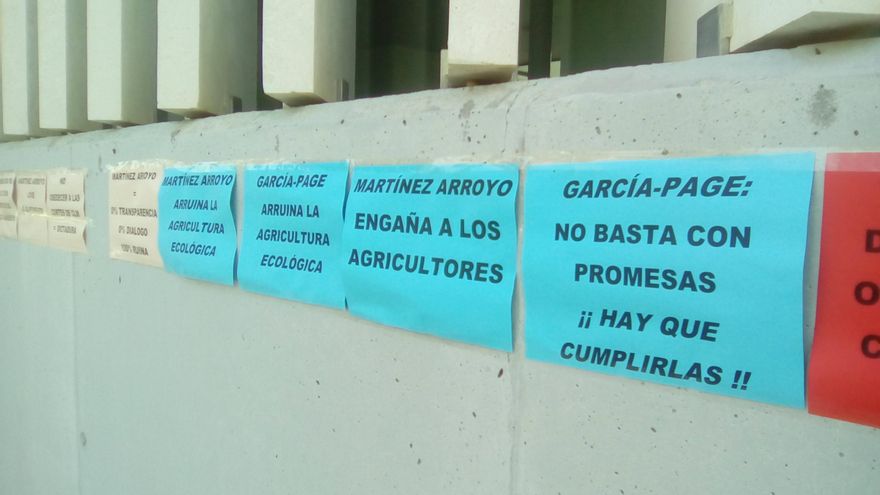 MARTÍNEZ ARROYO
=
0% TRANSPARENCIA
0% DIALOGO
100% RUINA
MARTÍNEZ ARROYO
ARRUINA LA
AGRICULTURA
ECOLÓGICA
GARCÍA-PAGE
ARRUINA LA
AGRICULTURA
ECOLÓGICA
MARTÍNEZ ARROYO
ENGAÑA A LOS
AGRICULTORES
GARCÍA-PAGE:
NO BASTA CON
PROMESAS
¡¡ HAY QUE
CUMPLIRLAS !!